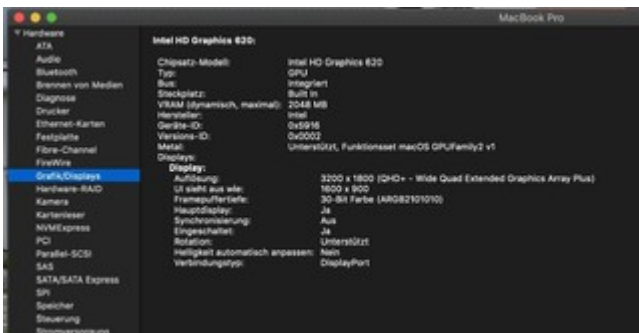 MacBook Pro
Hardware
ATA
Audio
Bluetooth
Brennen von Medien
Diagnose
Drucker
Ethernet-Karten
Festplatte
Fibre-Channel
FireWire
Grafik/Displays
Hardware-RAID
Kamera
Kartenleser
NVMExpress
PCI
Parallel-SCSI
SAS
SATA/SATA Express
SPI
Speicher
Steuerung
Stromversorgung
Intel HD Graphics 620:
Chipsatz-Modell: Intel HD Graphics 620
Typ: GPU
Bus: Integriert
Steckplatz: Built In
VRAM (dynamisch, maximal): 2048 MB
Hersteller: Intel
Geräte-ID: 0x5916
Versions-ID: 0x0002
Metal: Unterstützt, Funktionsset macOS GPUFamily2 v1
Displays:
Display:
Auflösung: 3200 x 1800 (QHD+ - Wide Quad Extended Graphics Array Plus)
UI sieht aus wie: 1600 x 900
Framepuffertiefe: 30-Bit Farbe (ARGB2101010)
Hauptdisplay: Ja
Synchronisierung: Aus
Eingeschaltet: Ja
Rotation: Unterstützt
Helligkeit automatisch anpassen: Nein
Verbindungstyp: DisplayPort